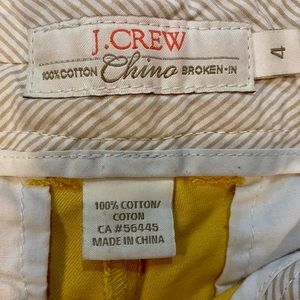 J.CREW
100% COTTON Chino BROKEN-IN
4
100% COTTON/
COTON
CA #56445
MADE IN CHINA